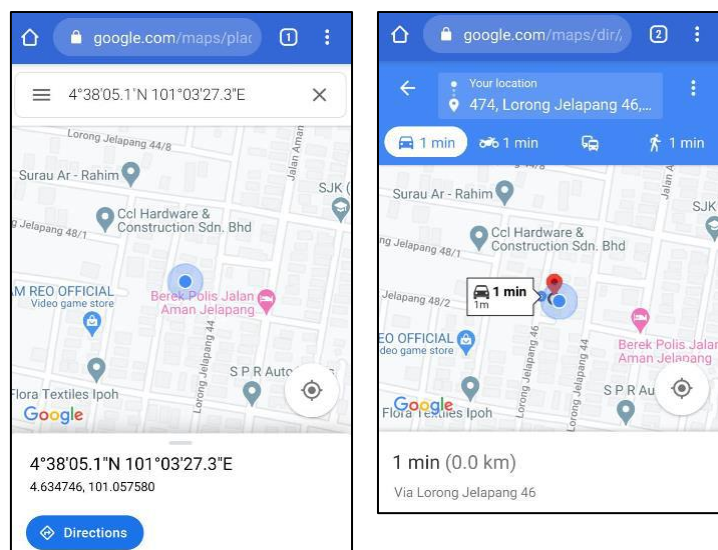 google.com/maps/plac
1
4°38'05.1"N 101°03'27.3"E
Lorong Jelapang 44/8
Jalan Aman
Surau Ar - Rahim
SJK (
g Jelapang 48/1
Ccl Hardware &
Construction Sdn. Bhd
AM REO OFFICIAL
Video game store
Berek Polis Jalan
Aman Jelapang
Lorong Jelapang 44
S P R Auto
Flora Textiles Ipoh
Google
4°38'05.1"N 101°03'27.3"E
4.634746, 101.057580
Directions
google.com/maps/dir/
2
Your location
474, Lorong Jelapang 46,...
1 min
1 min
1 min
Jalan A
Surau Ar - Rahim
SJK
ng Jelapang 48/1
Ccl Hardware &
Construction Sdn. Bhd
Jelapang 48/2
1 min
1m
EO OFFICIAL
deo game store
Berek Polis Jalan
Aman Jelapang
Lorong Jelapang 46
Lorong Jelapang 44
S P R Au
Google
Flora Textiles Ipoh
1 min (0.0 km)
Via Lorong Jelapang 46